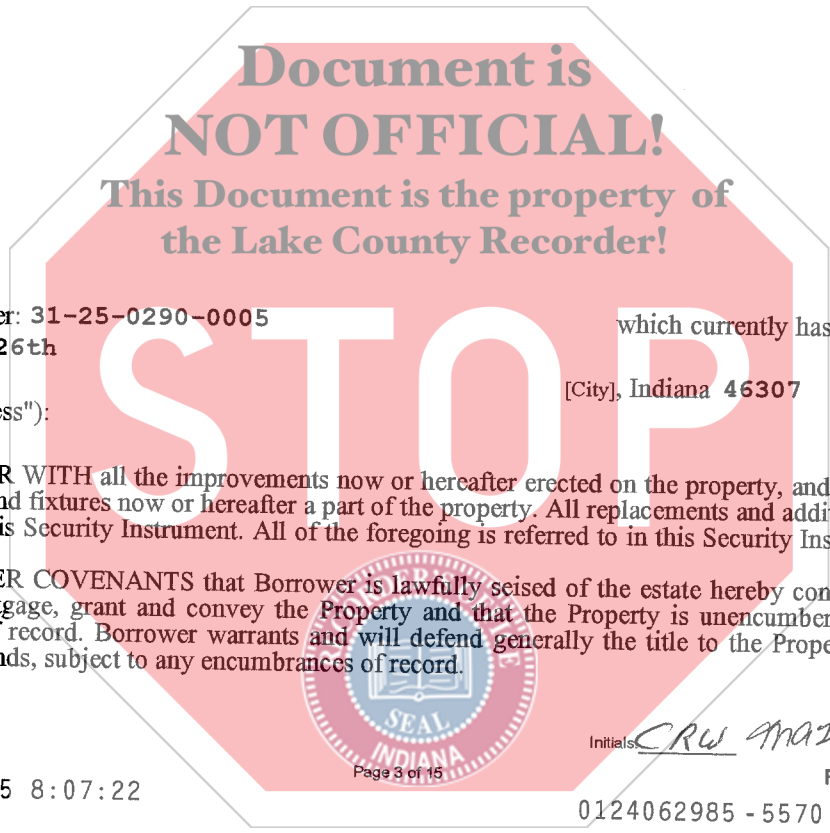 Document is
NOT OFFICIAL!
This Document is the property of
the Lake County Recorder!
er: 31-25-0290-0005
which currently has
26th
[City], Indiana 46307
ess"):
STOP
R WITH all the improvements now or hereafter erected on the property, and
nd fixtures now or hereafter a part of the property. All replacements and addi
is Security Instrument. All of the foregoing is referred to in this Security Ins
ER COVENANTS that Borrower is lawfully seised of the estate hereby con
gage, grant and convey the Property and that the Property is unencumber
record. Borrower warrants and will defend generally the title to the Prope
nds, subject to any encumbrances of record.
SEAL
INDIANA
Initials: CRW
Page 3 of 15
5 8:07:22
0124062985 - 5570